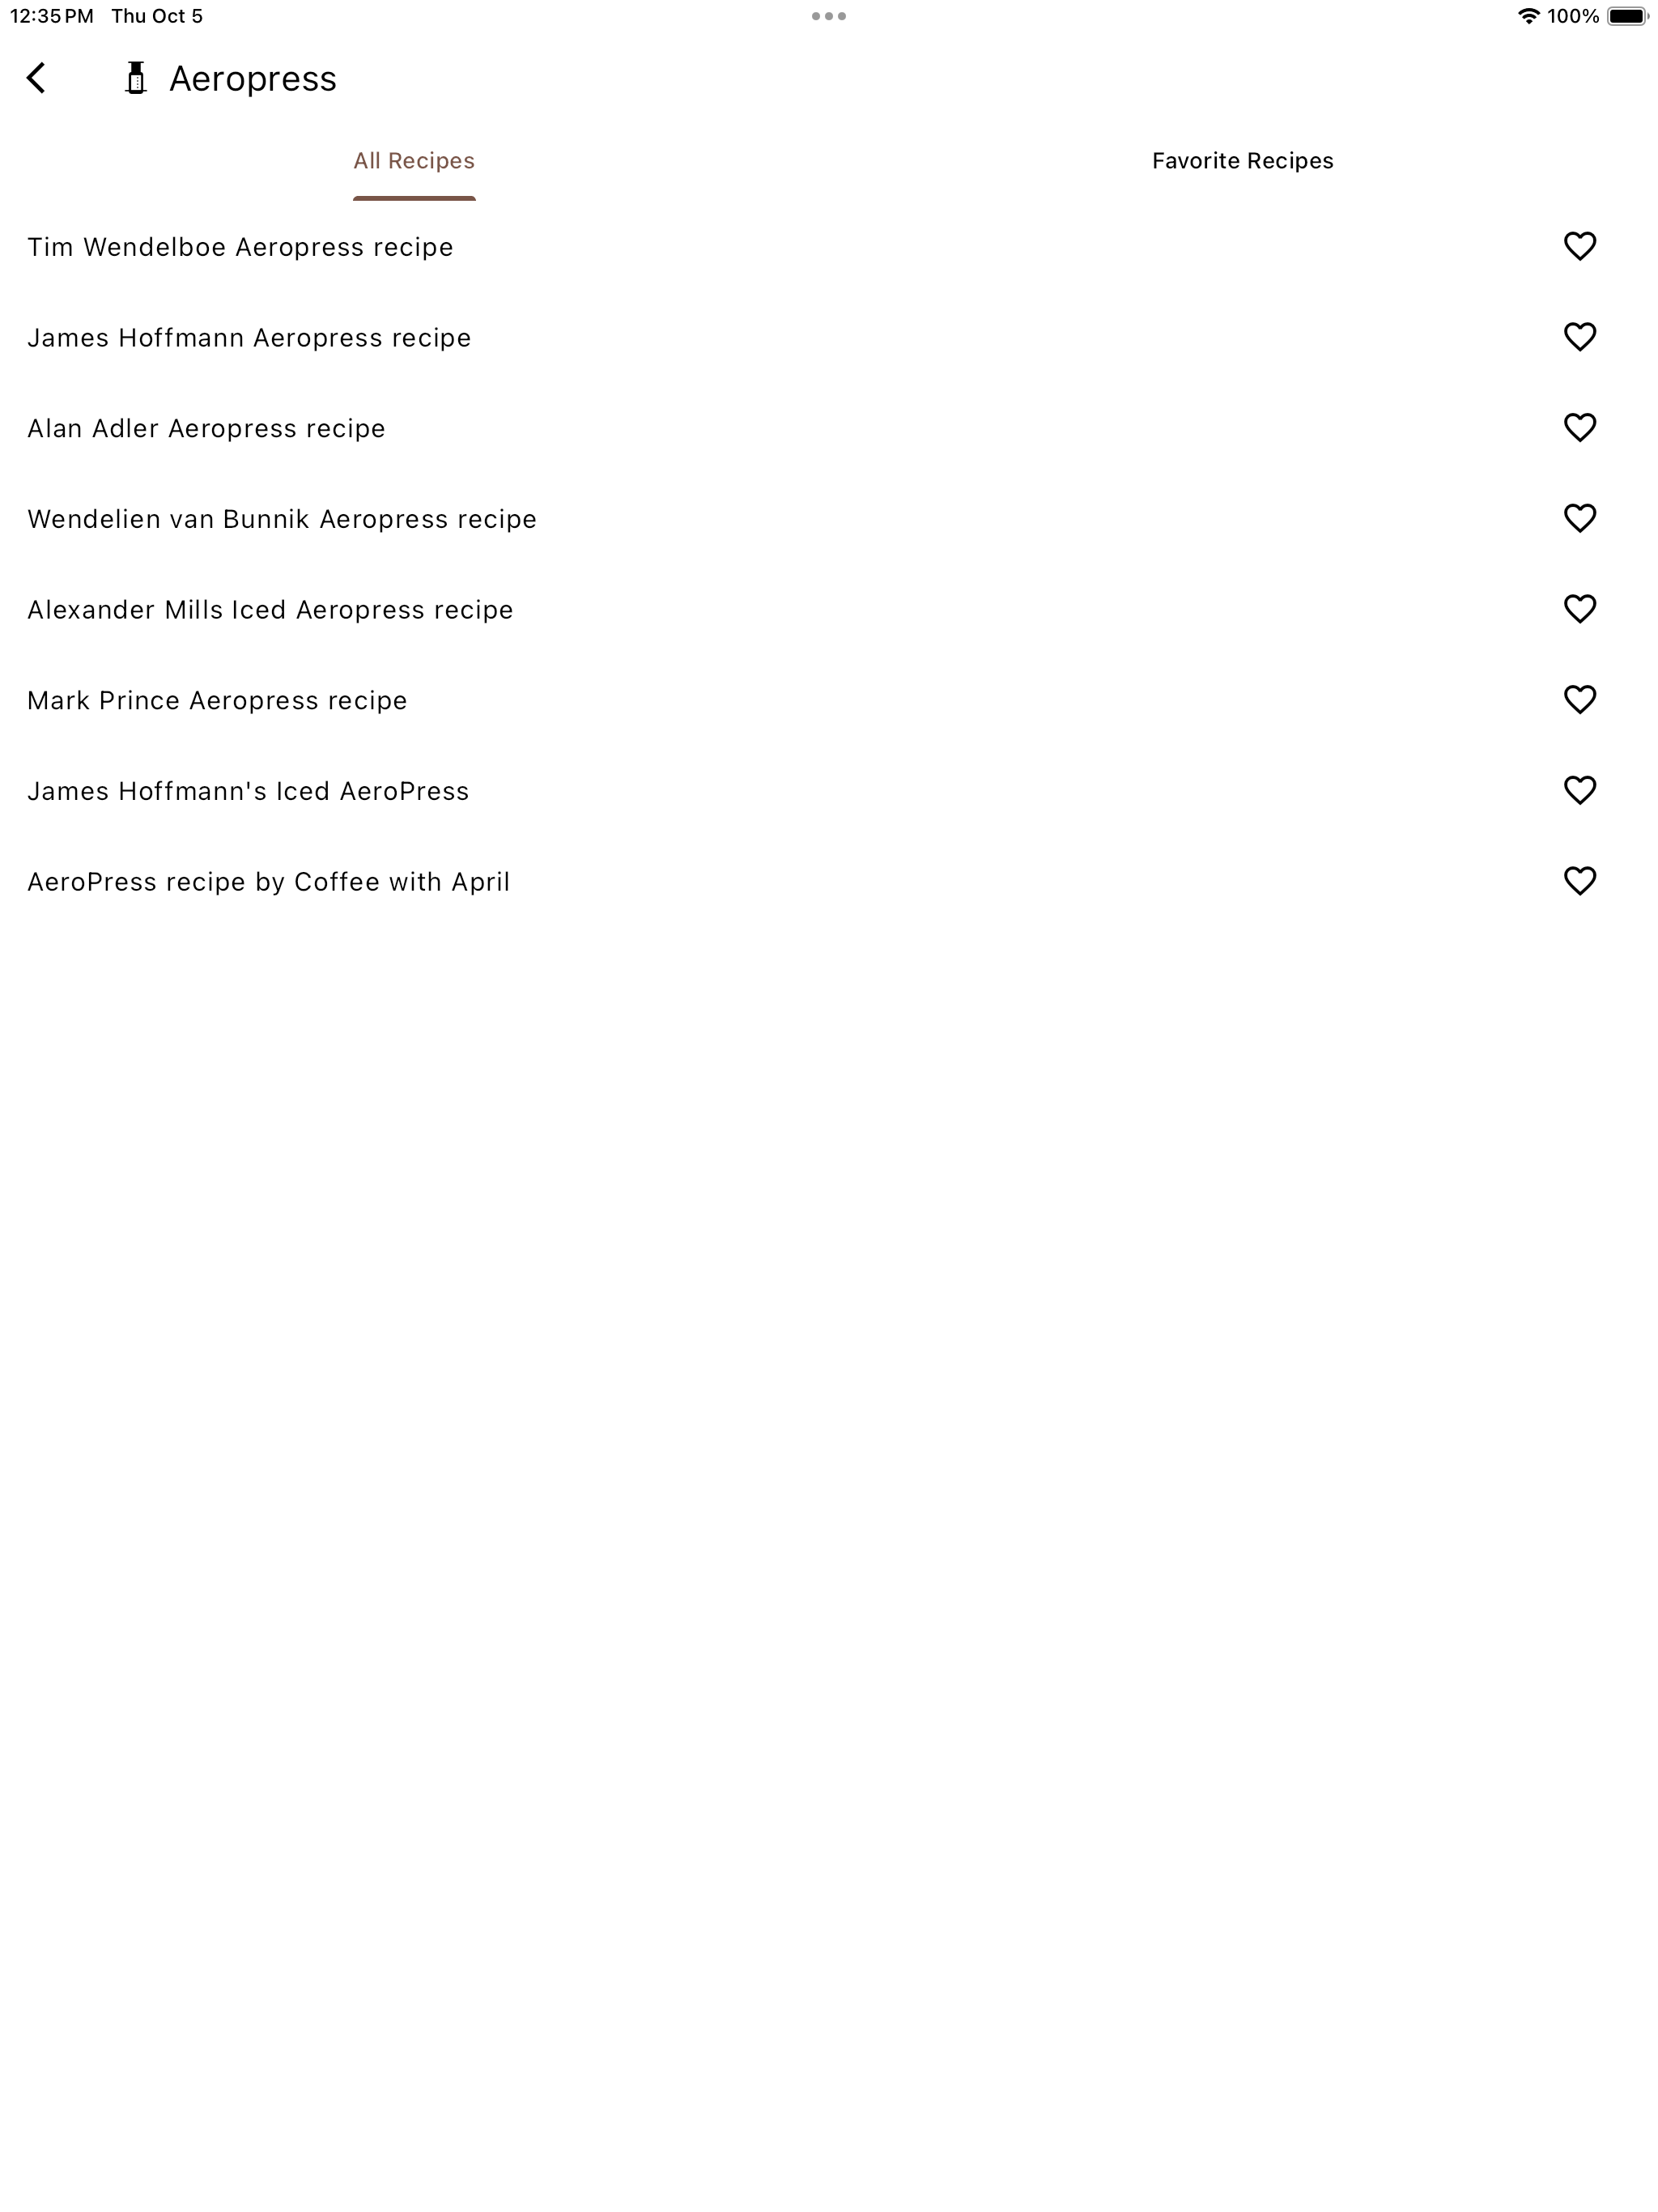 12:35 PM Thu Oct 5 100%
Aeropress
All Recipes Favorite Recipes
Tim Wendelboe Aeropress recipe
James Hoffmann Aeropress recipe
Alan Adler Aeropress recipe
Wendelien van Bunnik Aeropress recipe
Alexander Mills Iced Aeropress recipe
Mark Prince Aeropress recipe
James Hoffmann's Iced AeroPress
AeroPress recipe by Coffee with April